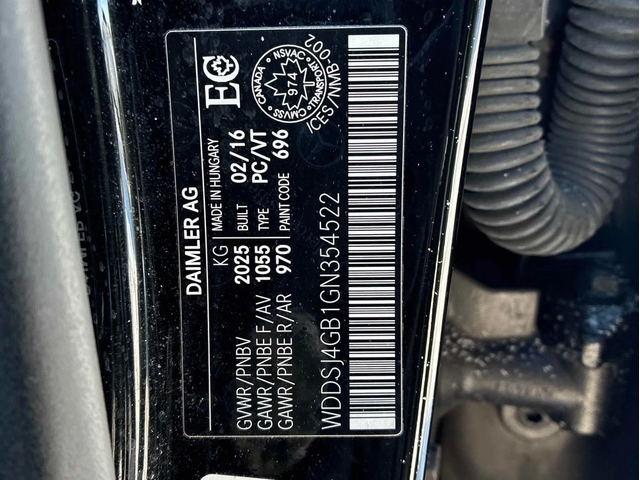 DAIMLER AG
MADE IN HUNGARY
EC
NSVAC
CANADA
974
TRANSPORT
CMVSS
ICES/NMB-002
KG
GVWR/PNBV 2025 BUILT 02/16
GAWR/PNBE F/AV 1055 TYPE PC/VT
GAWR/PNBE R/AR 970 PAINT CODE 696
WDDSJ4GB1GN354522